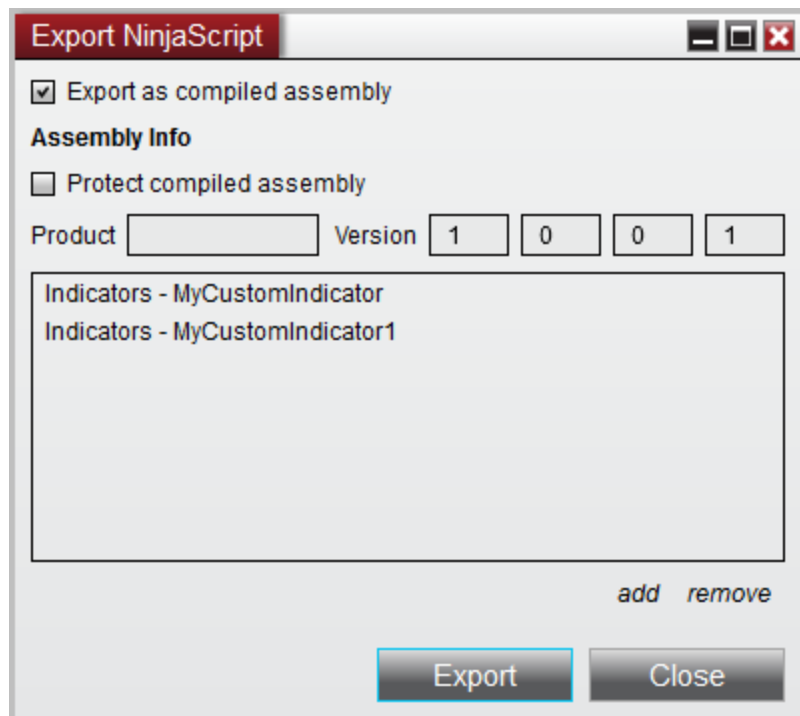 Export NinjaScript
Export as compiled assembly
Assembly Info
Protect compiled assembly
Product Version 1 0 0 1
Indicators - MyCustomIndicator
Indicators - MyCustomIndicator1
add remove
Export Close